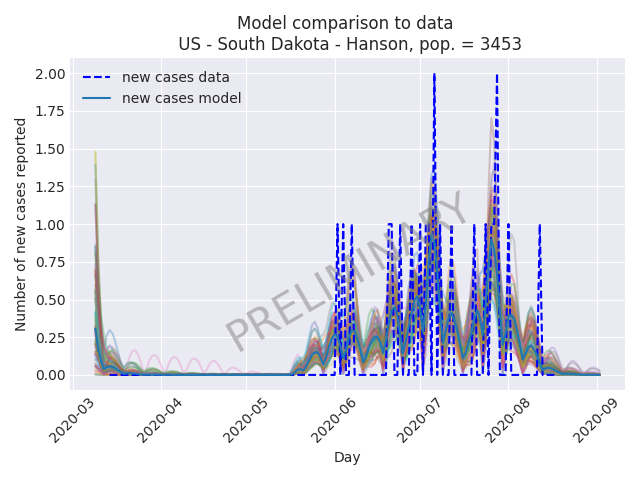 Model comparison to data
US - South Dakota - Hanson, pop. = 3453
new cases data
new cases model
PRELIMINARY
Number of new cases reported
2.00
1.75
1.50
1.25
1.00
0.75
0.50
0.25
0.00
2020-03
2020-04
2020-05
2020-06
2020-07
2020-08
2020-09
Day